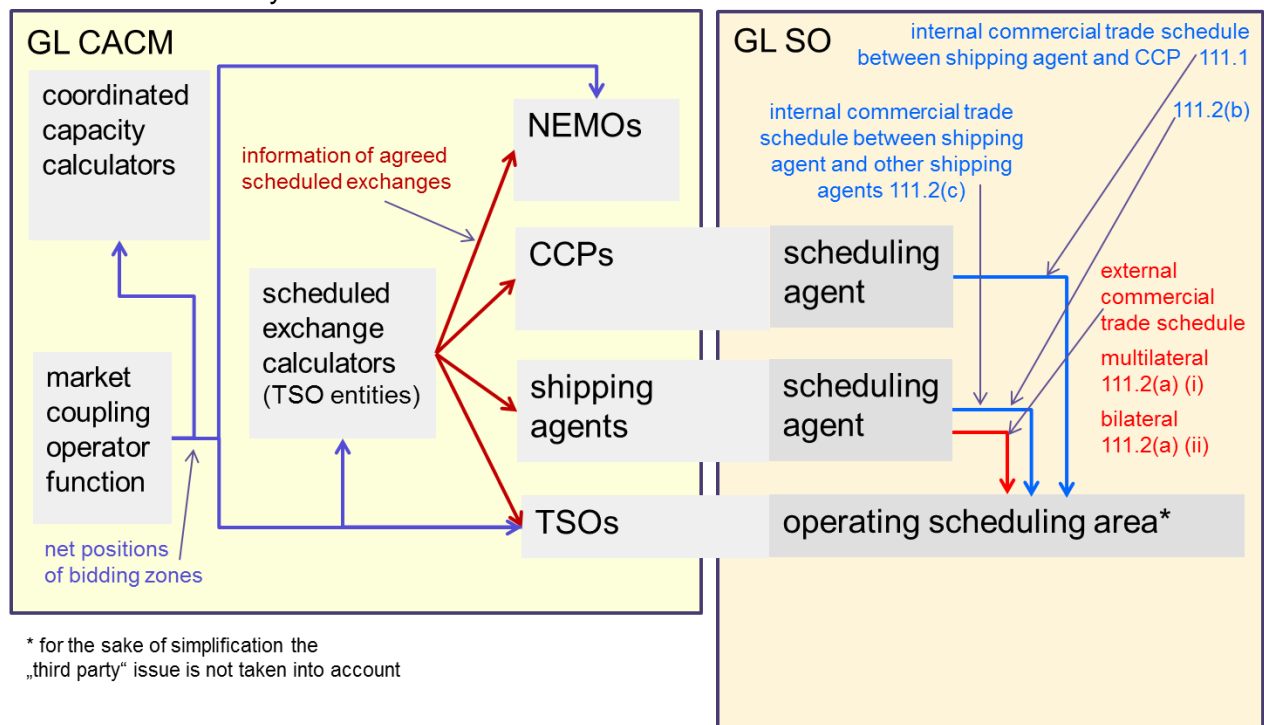 GL CACM
coordinated
capacity
calculators
information of agreed
scheduled exchanges
NEMOs
CCPs
scheduled
exchange
calculators
(TSO entities)
market
coupling
operator
function
shipping
agents
TSOs
net positions
of bidding zones
GL SO
internal commercial trade schedule
between shipping agent and CCP 111.1
111.2(b)
internal commercial trade
schedule between shipping
agent and other shipping
agents 111.2(c)
scheduling
agent
external
commercial
trade schedule
multilateral
111.2(a) (i)
bilateral
111.2(a) (ii)
scheduling
agent
operating scheduling area*
* for the sake of simplification the
„third party“ issue is not taken into account